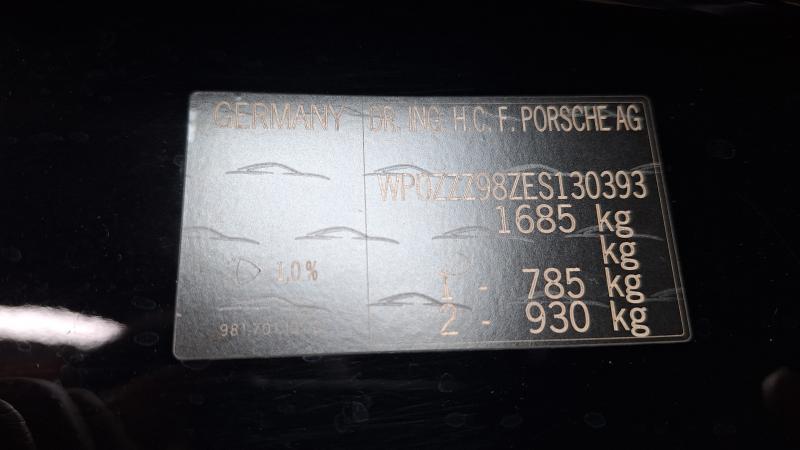 GERMANY DR. ING. H.C. F. PORSCHE AG
WP0ZZZ98ZES130393
1685 kg
kg
1,0 % 1 - 785 kg
2 - 930 kg